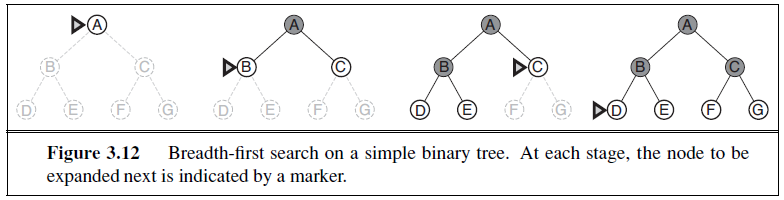 A A A A
B C B C B C B C
D E F G D E F G D E F G D E F G
Figure 3.12 Breadth-first search on a simple binary tree. At each stage, the node to be
expanded next is indicated by a marker.